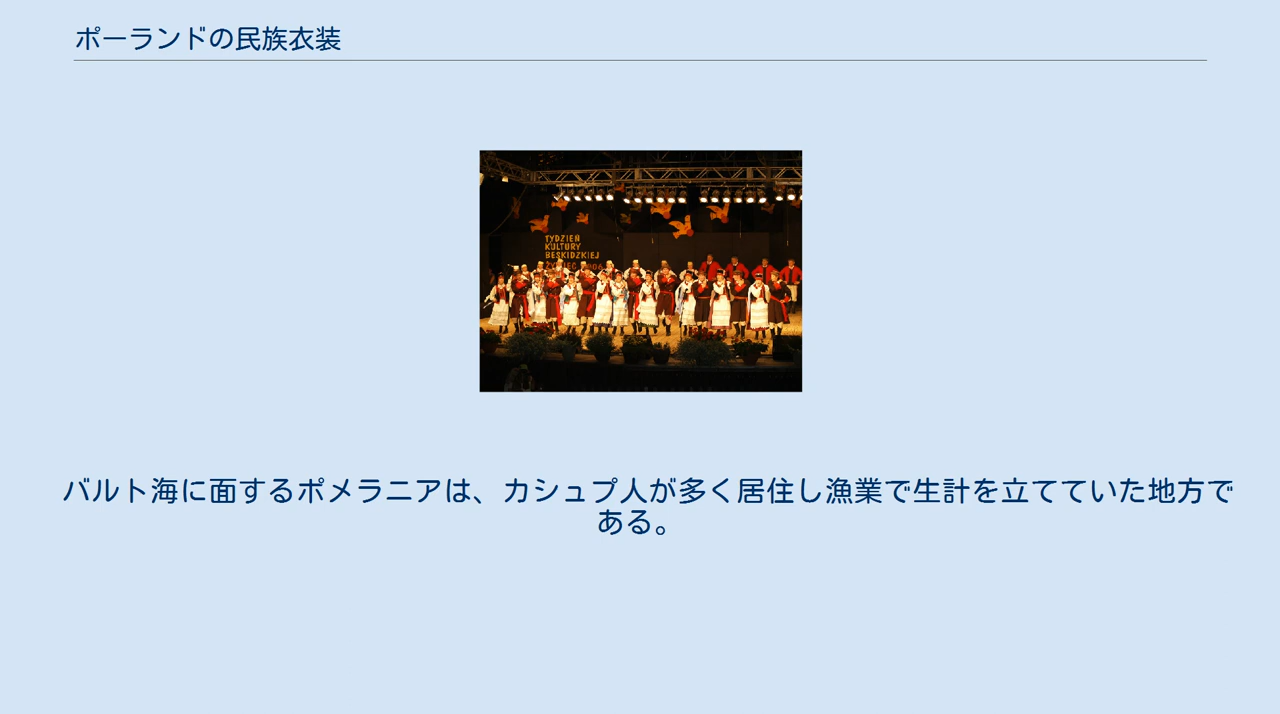 ポーランドの民族衣装
TYDZIEŃ
KULTURY
BESKIDZKIEJ
ŻYWIEC 2006
バルト海に面するポメラニアは、カシュプ人が多く居住し漁業で生計を立てていた地方で
ある。